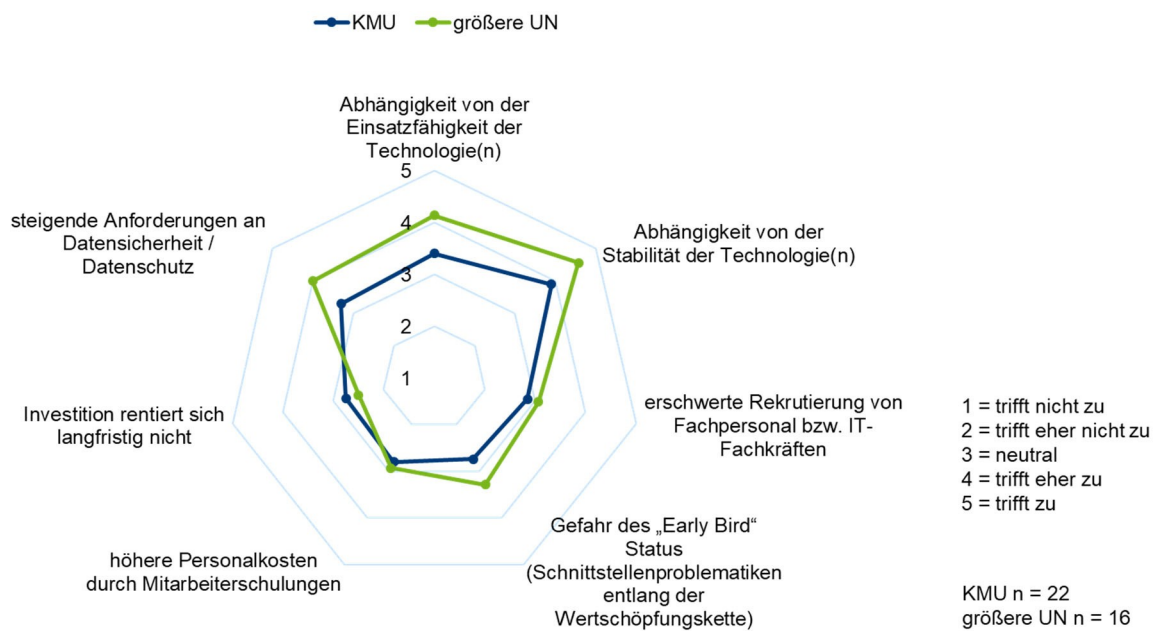 KMU
größere UN
Abhängigkeit von der
Einsatzfähigkeit der
Technologie(n)
5
4
3
2
1
Abhängigkeit von der
Stabilität der Technologie(n)
erschwerte Rekrutierung von
Fachpersonal bzw. IT-
Fachkräften
Gefahr des „Early Bird“
Status
(Schnittstellenproblematiken
entlang der
Wertschöpfungskette)
höhere Personalkosten
durch Mitarbeiterschulungen
Investition rentiert sich
langfristig nicht
steigende Anforderungen an
Datensicherheit /
Datenschutz
1 = trifft nicht zu
2 = trifft eher nicht zu
3 = neutral
4 = trifft eher zu
5 = trifft zu
KMU n = 22
größere UN n = 16